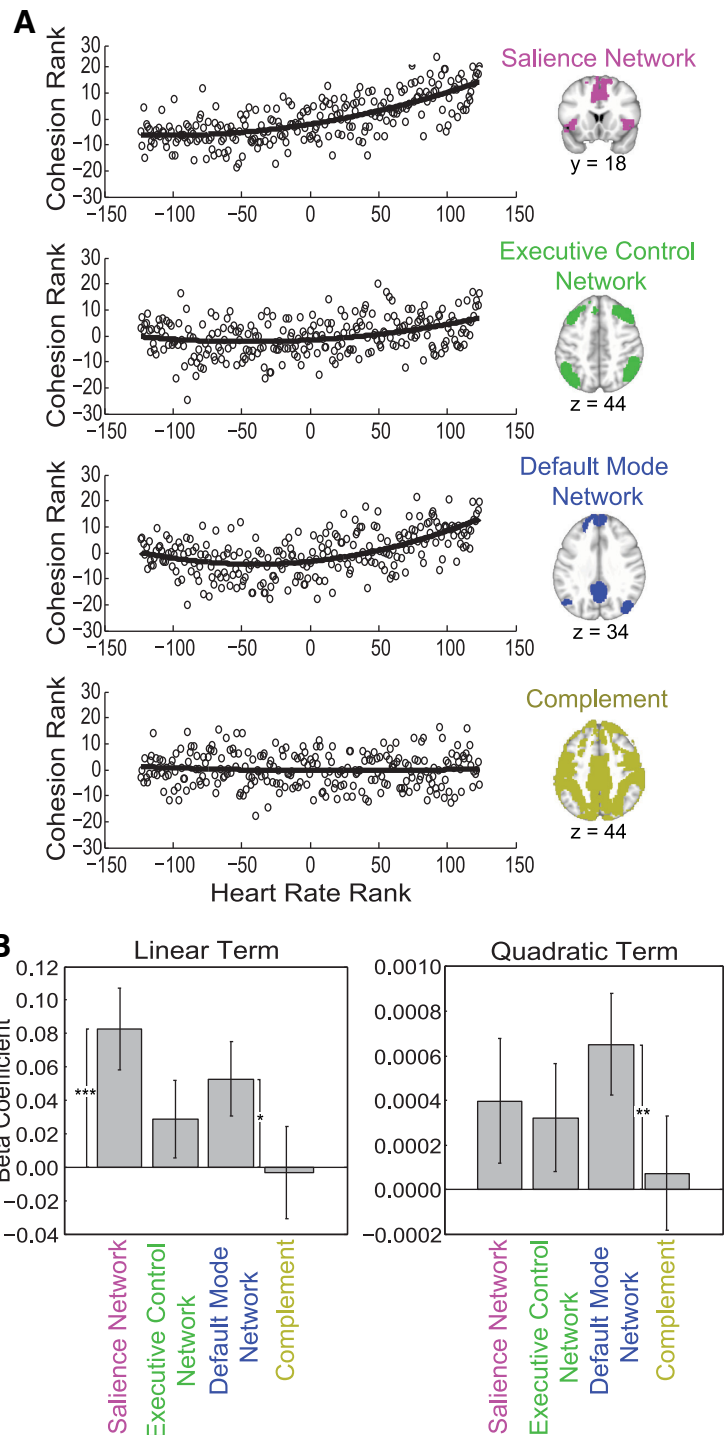 A
Cohesion Rank
30
20
10
0
−10
−20
−30
−150
−100
−50
0
50
100
150
Salience Network
y = 18
Cohesion Rank
30
20
10
0
−10
−20
−30
−150
−100
−50
0
50
100
150
Executive Control
Network
z = 44
Cohesion Rank
30
20
10
0
−10
−20
−30
−150
−100
−50
0
50
100
150
Default Mode
Network
z = 34
Cohesion Rank
30
20
10
0
−10
−20
−30
−150
−100
−50
0
50
100
150
Heart Rate Rank
Complement
z = 44
B
Linear Term
Beta Coefficient
0.12
0.10
0.08
0.06
0.04
0.02
0.00
−0.02
−0.04
***
*
Salience Network
Executive Control
Network
Default Mode
Network
Complement
Quadratic Term
0.0010
0.0008
0.0006
0.0004
0.0002
0.0000
−0.0002
**
Salience Network
Executive Control
Network
Default Mode
Network
Complement